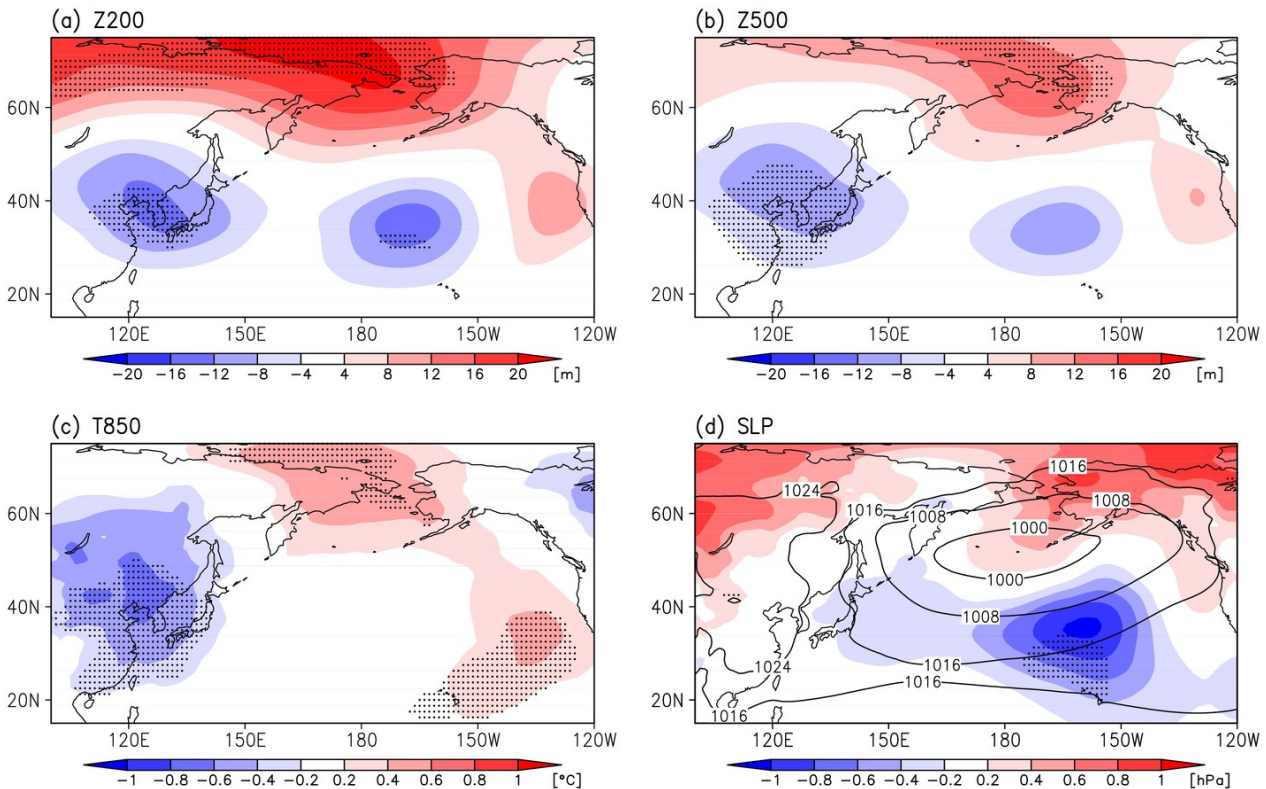 (a) Z200
60N
40N
20N
120E 150E 180 150W 120W
−20 −16 −12 −8 −4 4 8 12 16 20 [m]
(b) Z500
60N
40N
20N
120E 150E 180 150W 120W
−20 −16 −12 −8 −4 4 8 12 16 20 [m]
(c) T850
60N
40N
20N
120E 150E 180 150W 120W
−1 −0.8 −0.6 −0.4 −0.2 0.2 0.4 0.6 0.8 1 [°C]
(d) SLP
1016
1024
1016
1008
1008
1000
1000
1008
1024
1016
1016
1016
60N
40N
20N
120E 150E 180 150W 120W
−1 −0.8 −0.6 −0.4 −0.2 0.2 0.4 0.6 0.8 1 [hPa]